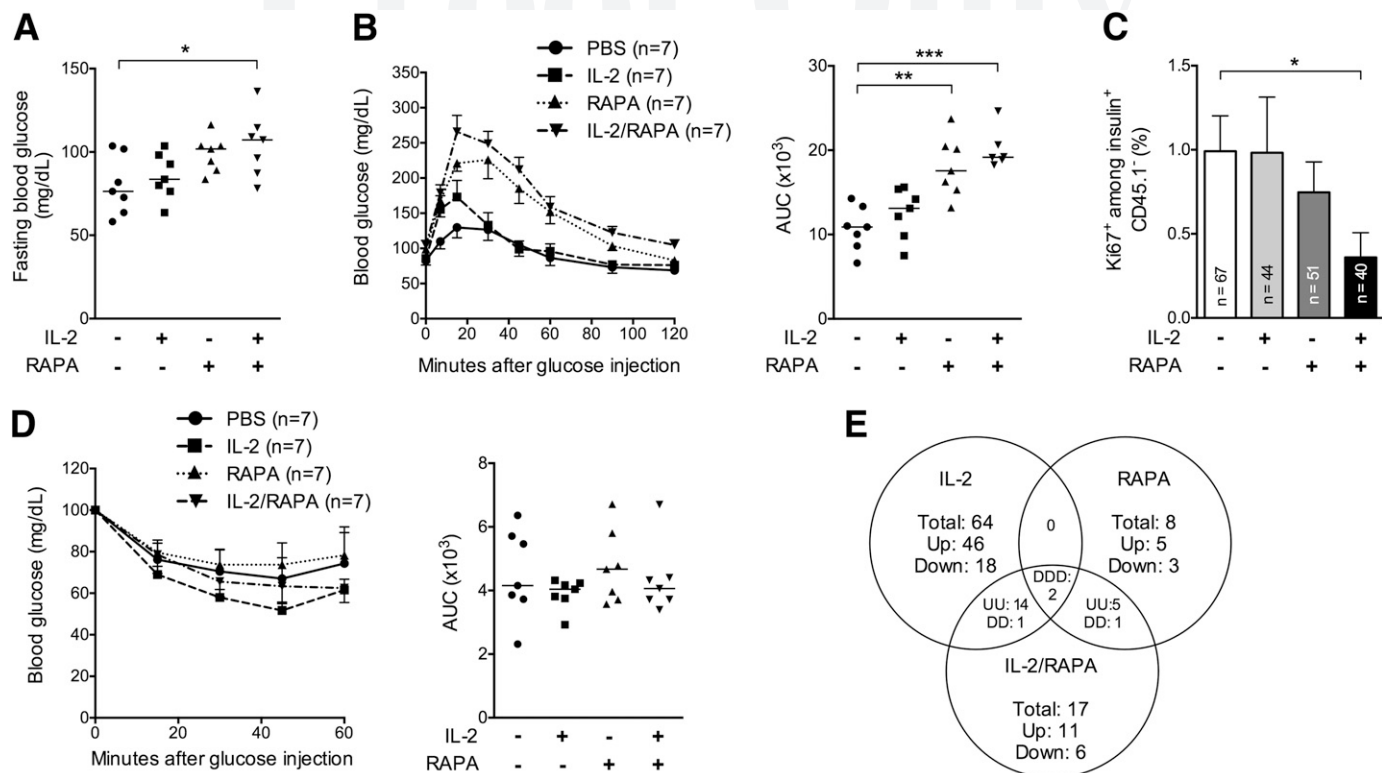 A
*
Fasting blood glucose
(mg/dL)
150
100
50
0
IL-2 - + - +
RAPA - - + +
B
PBS (n=7)
IL-2 (n=7)
RAPA (n=7)
IL-2/RAPA (n=7)
Blood glucose (mg/dL)
350
300
250
200
150
100
50
0
0 20 40 60 80 100 120
Minutes after glucose injection
***
**
AUC (x10³)
30
20
10
0
IL-2 - + - +
RAPA - - + +
C
*
Ki67⁺ among insulin⁺
CD45.1⁻ (%)
1.5
1.0
0.5
0.0
n = 67
n = 44
n = 51
n = 40
IL-2 - + - +
RAPA - - + +
D
PBS (n=7)
IL-2 (n=7)
RAPA (n=7)
IL-2/RAPA (n=7)
Blood glucose (mg/dL)
120
100
80
60
40
20
0
0 20 40 60
Minutes after glucose injection
AUC (x10³)
8
6
4
2
0
IL-2 - + - +
RAPA - - + +
E
IL-2
Total: 64
Up: 46
Down: 18
RAPA
Total: 8
Up: 5
Down: 3
0
DDD:
2
UU: 14
DD: 1
UU:5
DD: 1
IL-2/RAPA
Total: 17
Up: 11
Down: 6